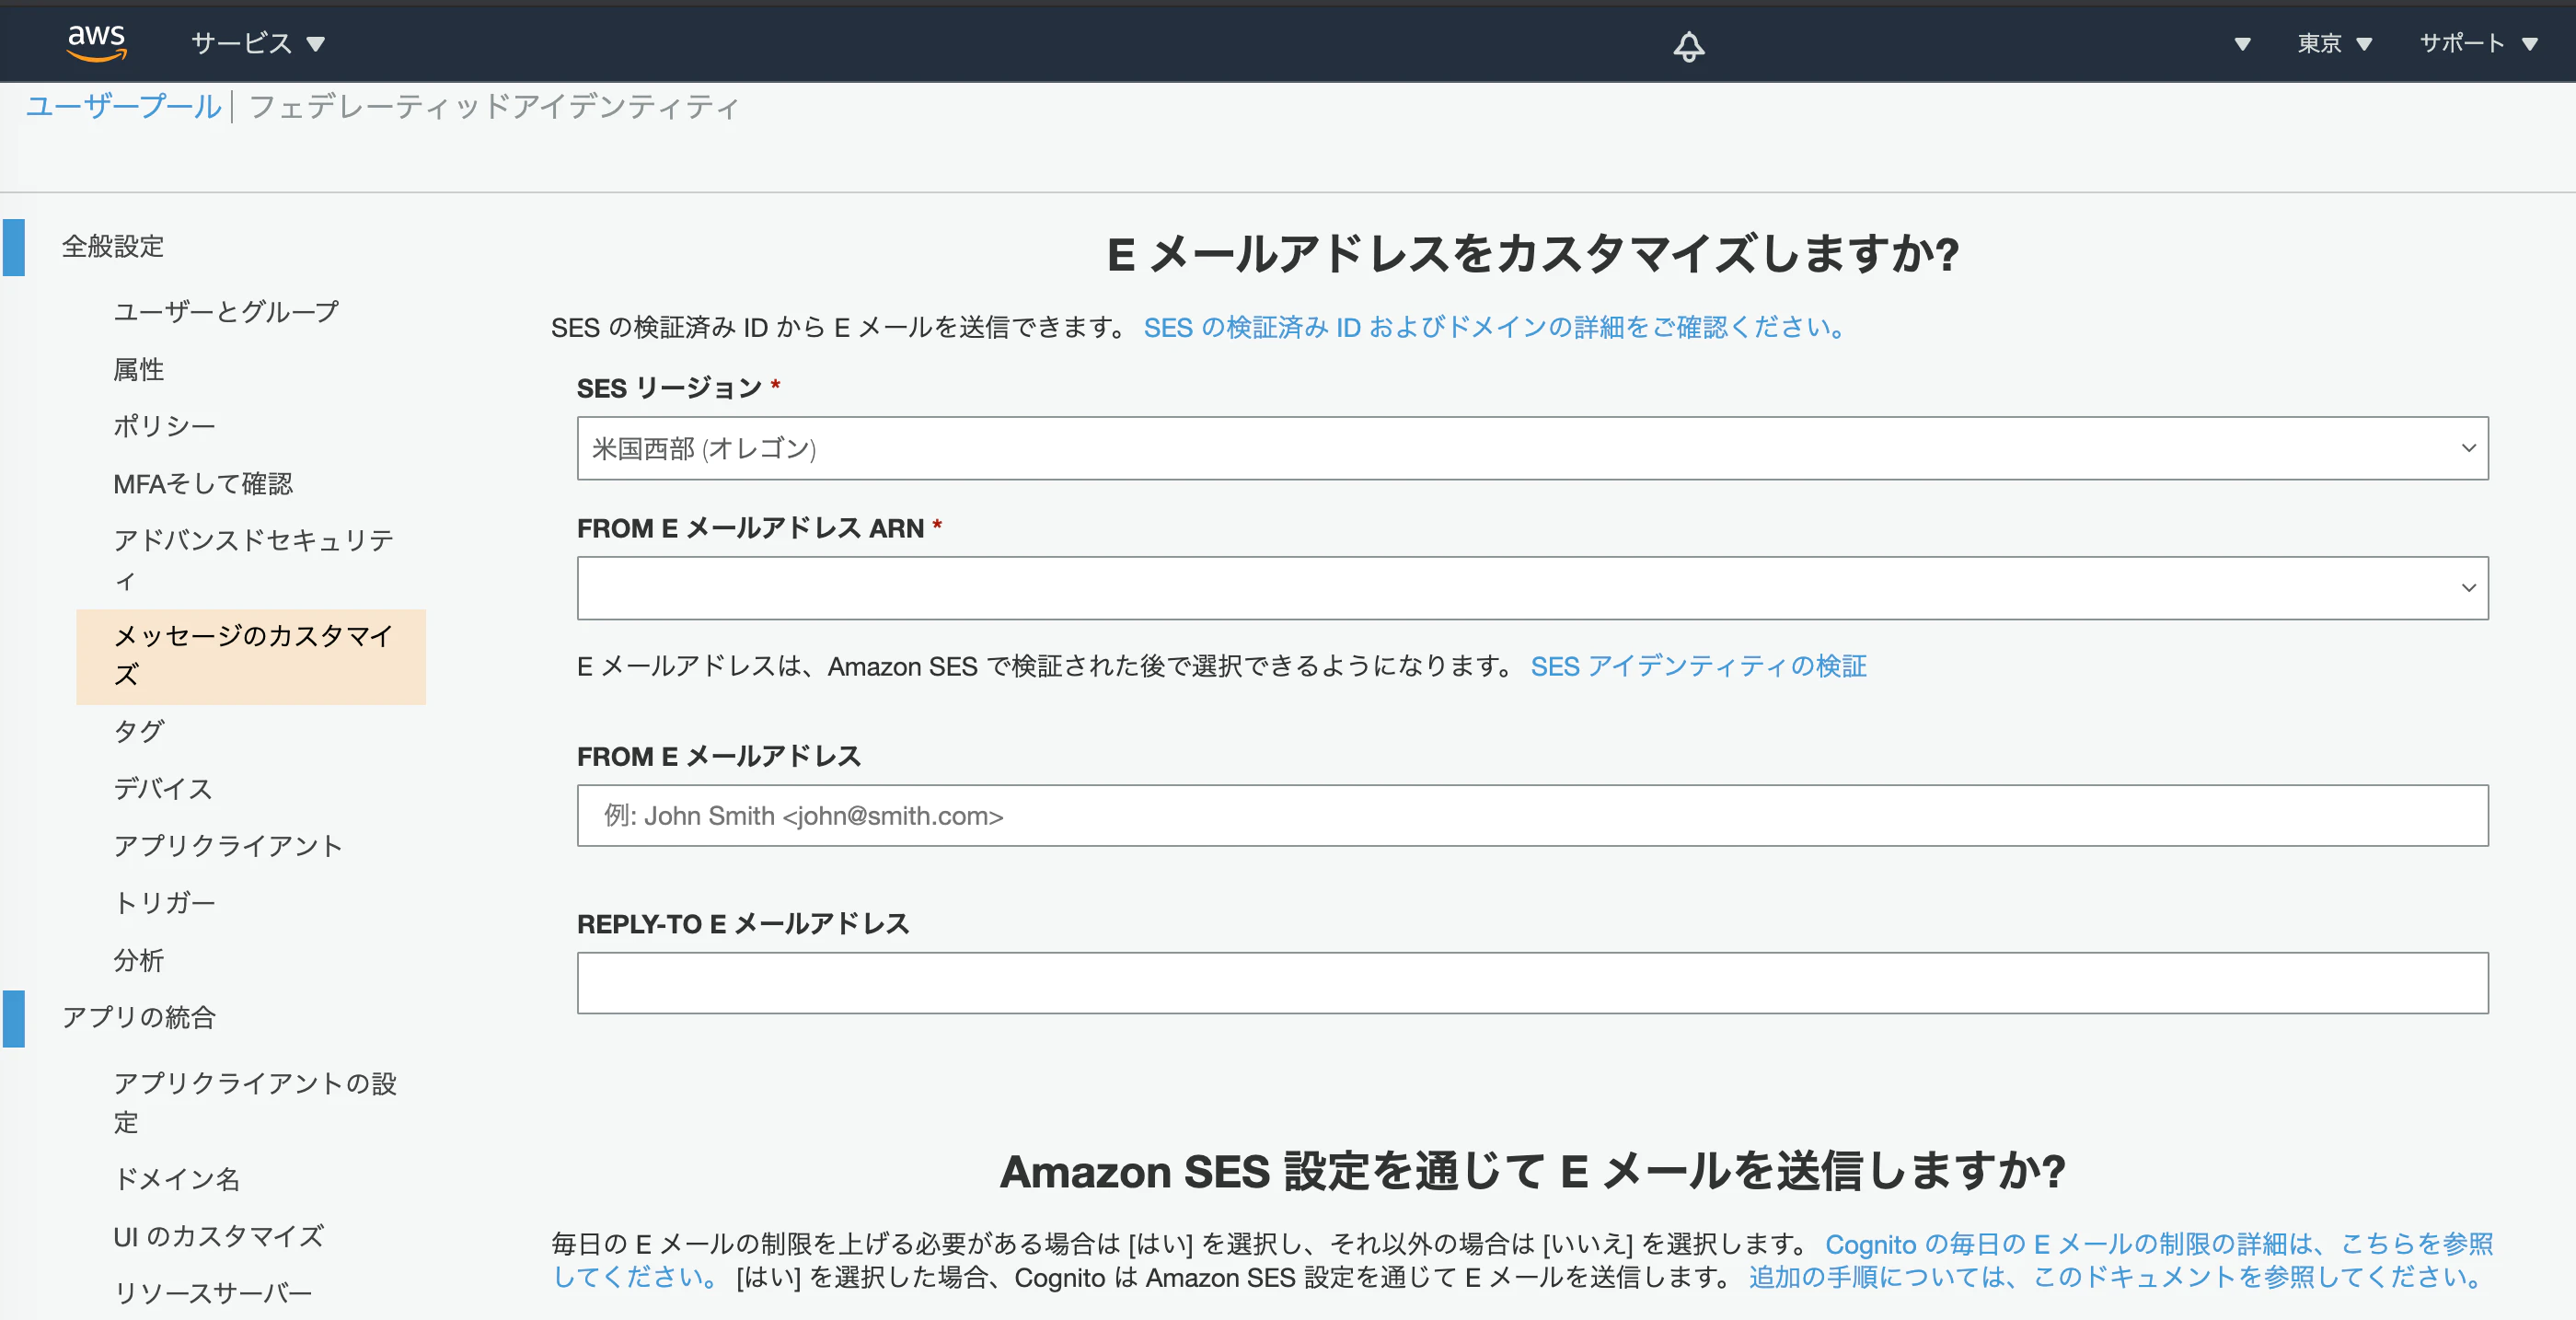 aws サービス 東京 サポート
ユーザープール フェデレーティッドアイデンティティ
全般設定
ユーザーとグループ
属性
ポリシー
MFAそして確認
アドバンスドセキュリテ
ィ
メッセージのカスタマイ
ズ
タグ
デバイス
アプリクライアント
トリガー
分析
アプリの統合
アプリクライアントの設
定
ドメイン名
UI のカスタマイズ
リソースサーバー
E メールアドレスをカスタマイズしますか?
SES の検証済み ID から E メールを送信できます。 SES の検証済み ID およびドメインの詳細をご確認ください。
SES リージョン *
米国西部 (オレゴン)
FROM E メールアドレス ARN *
E メールアドレスは、Amazon SES で検証された後で選択できるようになります。 SES アイデンティティの検証
FROM E メールアドレス
例: John Smith <john@smith.com>
REPLY-TO E メールアドレス
Amazon SES 設定を通じて E メールを送信しますか?
毎日の E メールの制限を上げる必要がある場合は [はい] を選択し、それ以外の場合は [いいえ] を選択します。 Cognito の毎日の E メールの制限の詳細は、こちらを参照
してください。 [はい] を選択した場合、Cognito は Amazon SES 設定を通じて E メールを送信します。 追加の手順については、このドキュメントを参照してください。